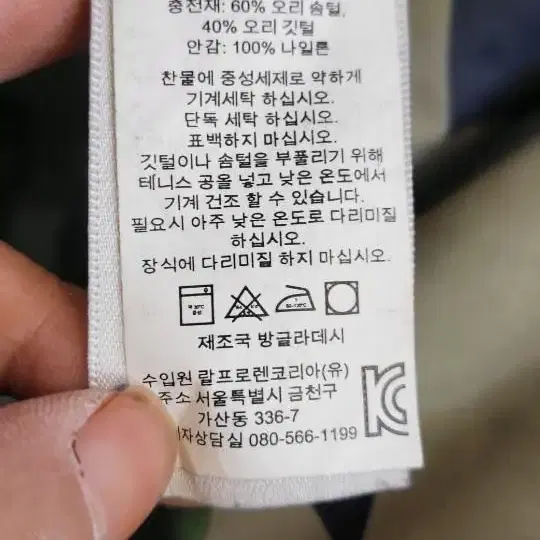 충전재: 60% 오리 솜털,
40% 오리 깃털
안감: 100% 나일론
찬물에 중성세제로 약하게
기계세탁 하십시오.
단독 세탁 하십시오.
표백하지 마십시오.
깃털이나 솜털을 부풀리기 위해
테니스 공을 넣고 낮은 온도에서
기계 건조 할 수 있습니다.
필요시 아주 낮은 온도로 다리미질
하십시오.
장식에 다리미질 하지 마십시오.
제조국 방글라데시
수입원 랄프로렌코리아(유)
주소 서울특별시 금천구
가산동 336-7
자상담실 080-566-1199